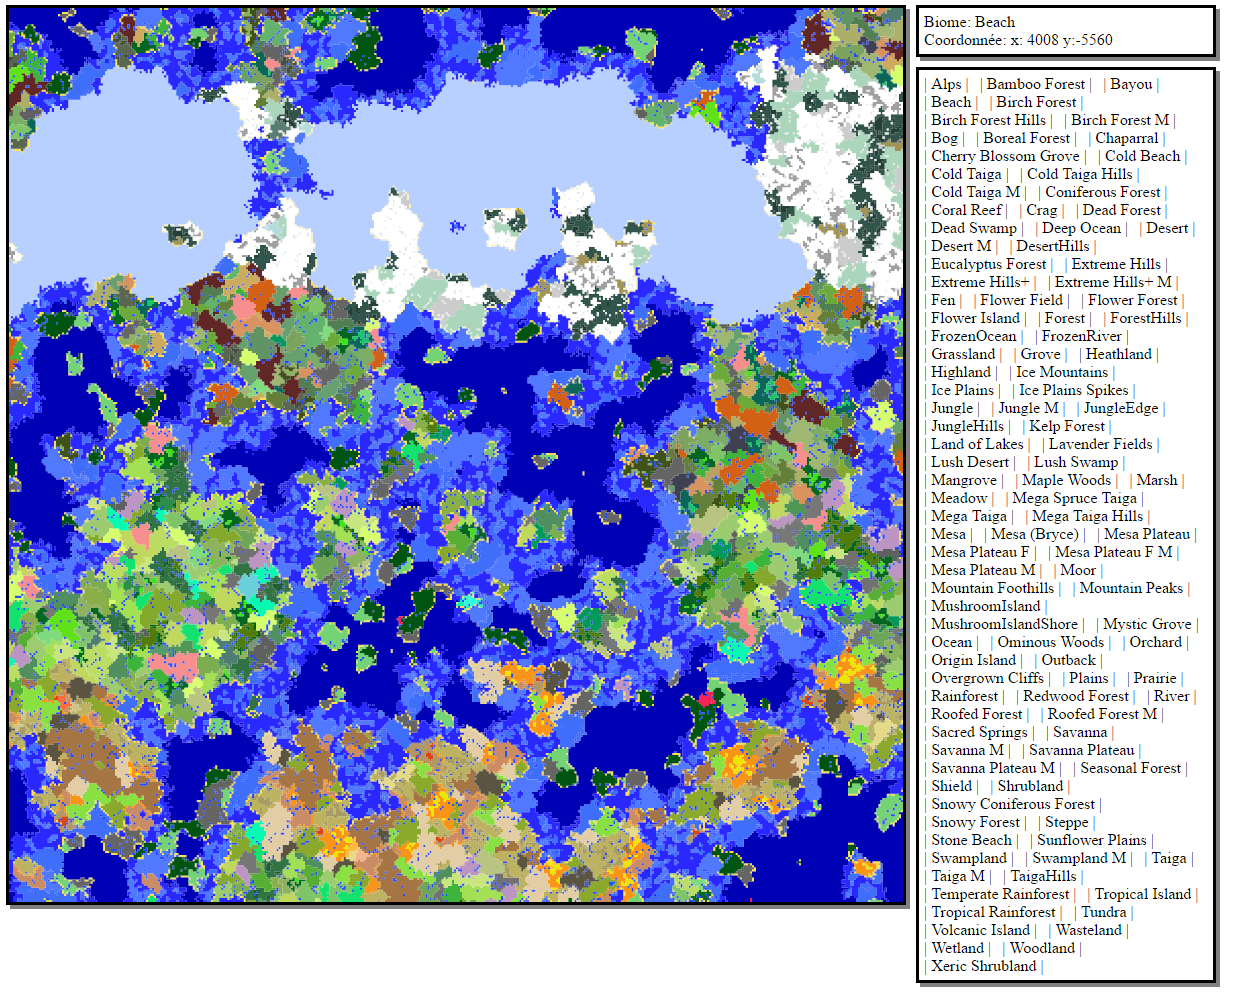 Biome: Beach
Coordonnée: x: 4008 y:-5560
| Alps | | Bamboo Forest | | Bayou |
| Beach | | Birch Forest |
| Birch Forest Hills | | Birch Forest M |
| Bog | | Boreal Forest | | Chaparral |
| Cherry Blossom Grove | | Cold Beach |
| Cold Taiga | | Cold Taiga Hills |
| Cold Taiga M | | Coniferous Forest |
| Coral Reef | | Crag | | Dead Forest |
| Dead Swamp | | Deep Ocean | | Desert |
| Desert M | | DesertHills |
| Eucalyptus Forest | | Extreme Hills |
| Extreme Hills+ | | Extreme Hills+ M |
| Fen | | Flower Field | | Flower Forest |
| Flower Island | | Forest | | ForestHills |
| FrozenOcean | | FrozenRiver |
| Grassland | | Grove | | Heathland |
| Highland | | Ice Mountains |
| Ice Plains | | Ice Plains Spikes |
| Jungle | | Jungle M | | JungleEdge |
| JungleHills | | Kelp Forest |
| Land of Lakes | | Lavender Fields |
| Lush Desert | | Lush Swamp |
| Mangrove | | Maple Woods | | Marsh |
| Meadow | | Mega Spruce Taiga |
| Mega Taiga | | Mega Taiga Hills |
| Mesa | | Mesa (Bryce) | | Mesa Plateau |
| Mesa Plateau F | | Mesa Plateau F M |
| Mesa Plateau M | | Moor |
| Mountain Foothills | | Mountain Peaks |
| MushroomIsland |
| MushroomIslandShore | | Mystic Grove |
| Ocean | | Ominous Woods | | Orchard |
| Origin Island | | Outback |
| Overgrown Cliffs | | Plains | | Prairie |
| Rainforest | | Redwood Forest | | River |
| Roofed Forest | | Roofed Forest M |
| Sacred Springs | | Savanna |
| Savanna M | | Savanna Plateau |
| Savanna Plateau M | | Seasonal Forest |
| Shield | | Shrubland |
| Snowy Coniferous Forest |
| Snowy Forest | | Steppe |
| Stone Beach | | Sunflower Plains |
| Swampland | | Swampland M | | Taiga |
| Taiga M | | TaigaHills |
| Temperate Rainforest | | Tropical Island |
| Tropical Rainforest | | Tundra |
| Volcanic Island | | Wasteland |
| Wetland | | Woodland |
| Xeric Shrubland |